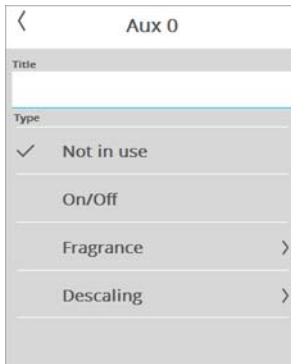 Aux 0
Title
Type
Not in use
On/Off
Fragrance
Descaling